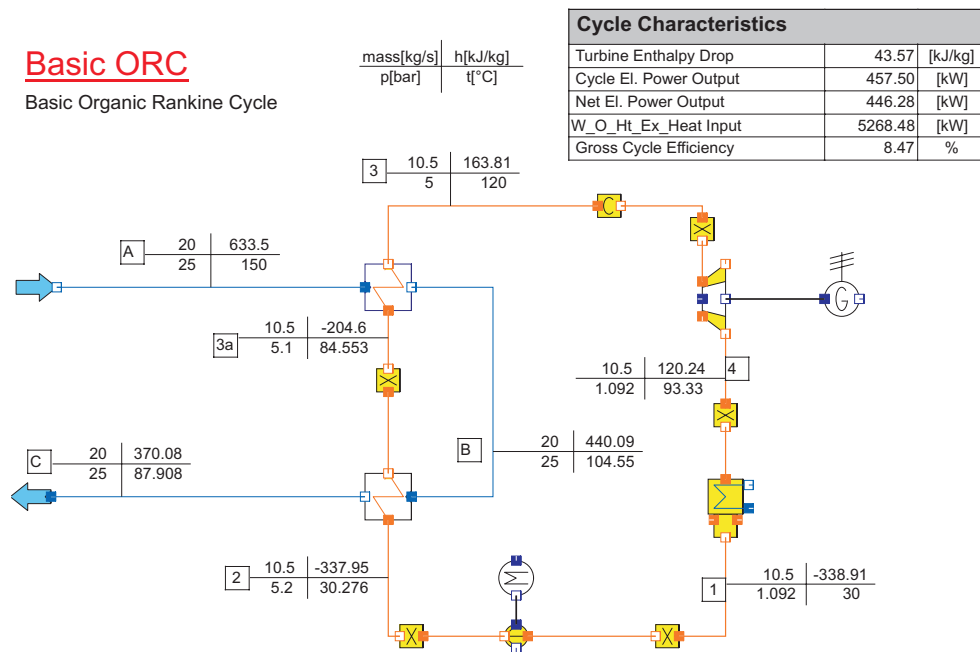 Basic ORC
Basic Organic Rankine Cycle
mass[kg/s] h[kJ/kg]
p[bar] t[°C]
Cycle Characteristics
Turbine Enthalpy Drop 43.57 [kJ/kg]
Cycle El. Power Output 457.50 [kW]
Net El. Power Output 446.28 [kW]
W_O_Ht_Ex_Heat Input 5268.48 [kW]
Gross Cycle Efficiency 8.47 %
3 10.5 163.81
5 120
C
A 20 633.5
25 150
G
3a 10.5 -204.6
5.1 84.553
10.5 120.24 4
1.092 93.33
B 20 440.09
25 104.55
C 20 370.08
25 87.908
2 10.5 -337.95
5.2 30.276
1 10.5 -338.91
1.092 30